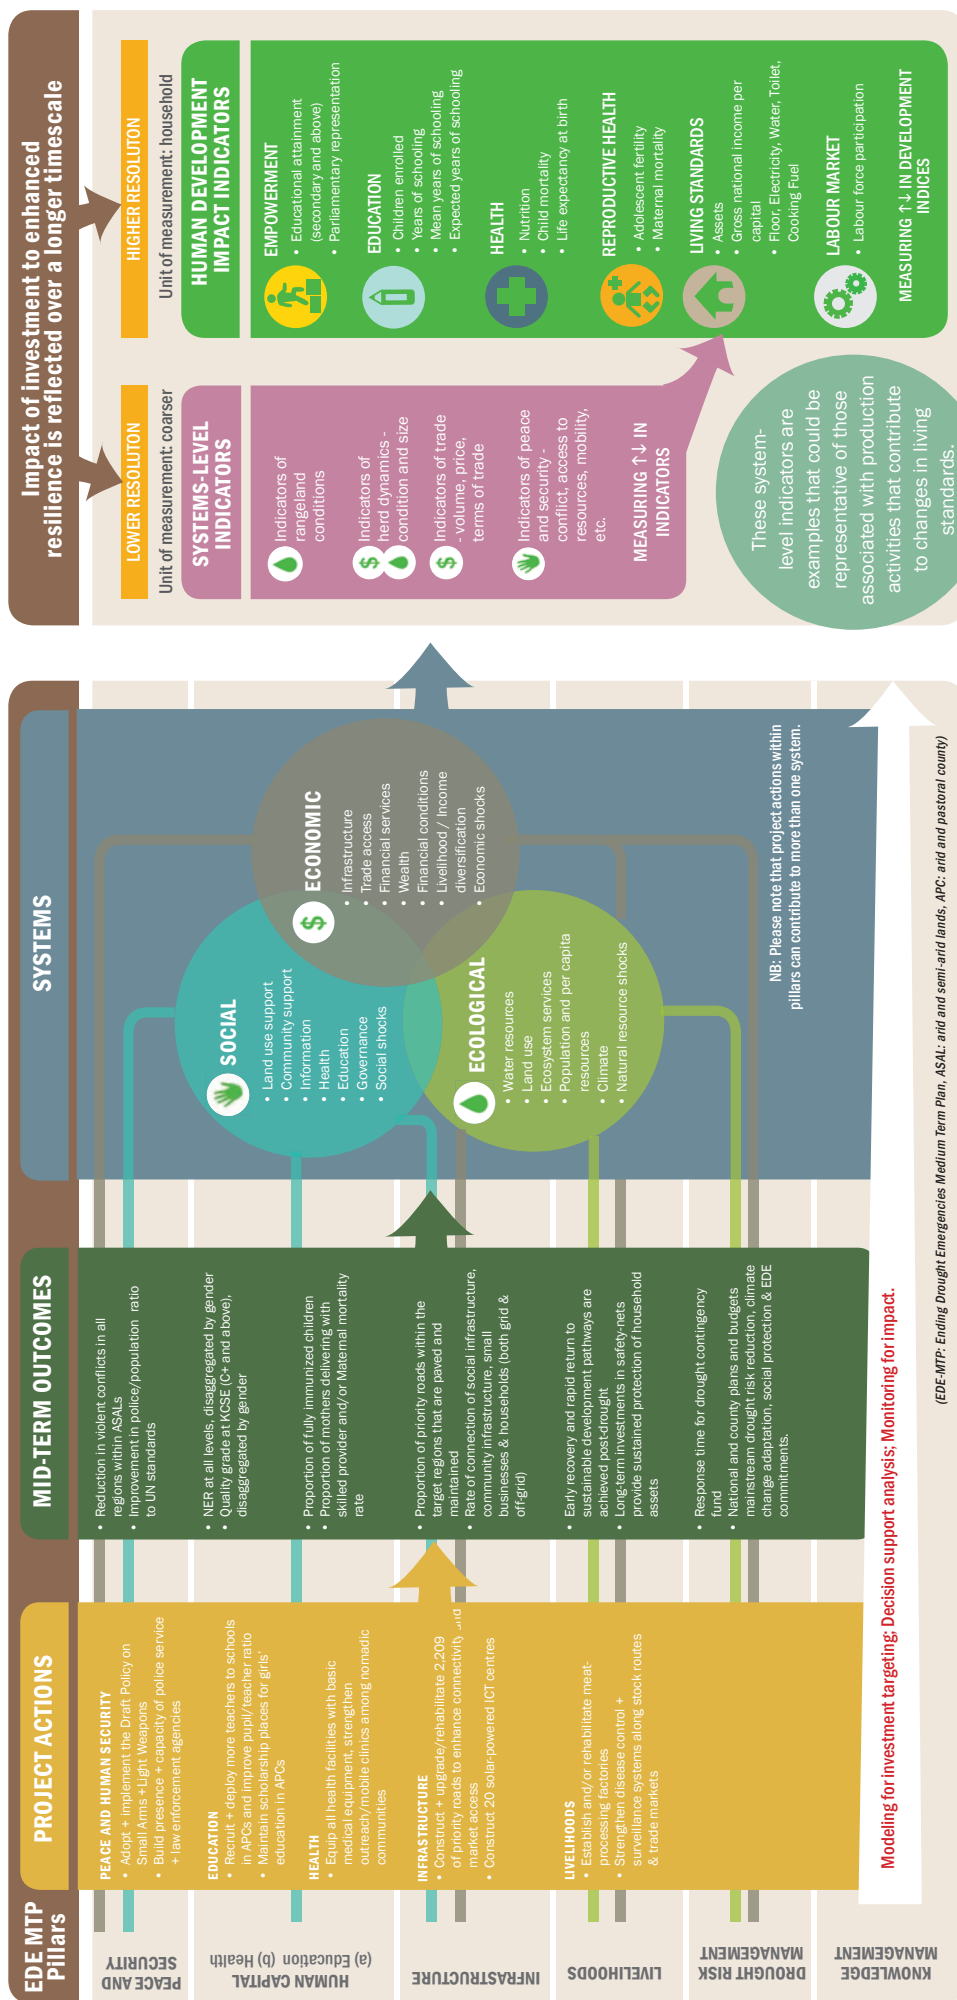 EDE MTP
Pillars
PROJECT ACTIONS
MID-TERM OUTCOMES
SYSTEMS
PEACE AND
SECURITY
HUMAN CAPITAL
(a) Education (b) Health
INFRASTRUCTURE
LIVELIHOODS
DROUGHT RISK
MANAGEMENT
KNOWLEDGE
MANAGEMENT
PEACE AND HUMAN SECURITY
• Adopt + implement the Draft Policy on
Small Arms +Light Weapons
• Build presence + capacity of police service
+ law enforcement agencies
EDUCATION
• Recruit + deploy more teachers to schools
in APCs and improve pupil/teacher ratio
• Maintain scholarship places for girls'
education in APCs
HEALTH
• Equip all health facilities with basic
medical equipment, strengthen
outreach/mobile clinics among nomadic
communities
INFRASTRUCTURE
• Construct + upgrade/rehabilitate 2,209
of priority roads to enhance connectivity and
market access
• Construct 20 solar-powered ICT centres
LIVELIHOODS
• Establish and/or rehabilitate meat-
processing factories
• Strengthen disease control +
surveillance systems along stock routes
& trade markets
• Reduction in violent conflicts in all
regions within ASALs
• Improvement in police/population ratio
to UN standards
• NER at all levels, disaggregated by gender
• Quality grade at KCSE (C+ and above),
disaggregated by gender
• Proportion of fully immunized children
• Proportion of mothers delivering with
skilled provider and/or Maternal mortality
rate
• Proportion of priority roads within the
target regions that are paved and
maintained
• Rate of connection of social infrastructure,
community infrastructure, small
businesses & households (both grid &
off-grid)
• Early recovery and rapid return to
sustainable development pathways are
achieved post-drought
• Long-term investments in safety-nets
provide sustained protection of household
assets
• Response time for drought contingency
fund
• National and county plans and budgets
mainstream drought risk reduction, climate
change adaptation, social protection & EDE
commitments.
SOCIAL
• Land use support
• Community support
• Information
• Health
• Education
• Governance
• Social shocks
$ ECONOMIC
• Infrastructure
• Trade access
• Financial services
• Wealth
• Financial conditions
• Livelihood / Income
diversification
• Economic shocks
ECOLOGICAL
• Water resources
• Land use
• Ecosystem services
• Population and per capita
resources
• Climate
• Natural resource shocks
NB: Please note that project actions within
pillars can contribute to more than one system.
Modeling for investment targeting; Decision support analysis; Monitoring for impact.
(EDE-MTP: Ending Drought Emergencies Medium Term Plan, ASAL: arid and semi-arid lands, APC: arid and pastoral county)
Impact of investment to enhanced
resilience is reflected over a longer timescale
LOWER RESOLUTON
Unit of measurement: coarser
SYSTEMS-LEVEL
INDICATORS
Indicators of
rangeland
conditions
$ Indicators of
herd dynamics -
condition and size
$ Indicators of trade
- volume, price,
terms of trade
Indicators of peace
and security -
conflict, access to
resources, mobility,
etc.
MEASURING ↑↓ IN
INDICATORS
HIGHER RESOLUTON
Unit of measurement: household
HUMAN DEVELOPMENT
IMPACT INDICATORS
EMPOWERMENT
• Educational attainment
(secondary and above)
• Parliamentary representation
EDUCATION
• Children enrolled
• Years of schooling
• Mean years of schooling
• Expected years of schooling
HEALTH
• Nutrition
• Child mortality
• Life expectancy at birth
REPRODUCTIVE HEALTH
• Adolescent fertility
• Maternal mortality
LIVING STANDARDS
• Assets
• Gross national income per
capital
• Floor, Electricity, Water, Toilet,
Cooking Fuel
LABOUR MARKET
• Labour force participation
MEASURING ↑↓ IN DEVELOPMENT
INDICES
These system-
level indicators are
examples that could be
representative of those
associated with production
activities that contribute
to changes in living
standards.